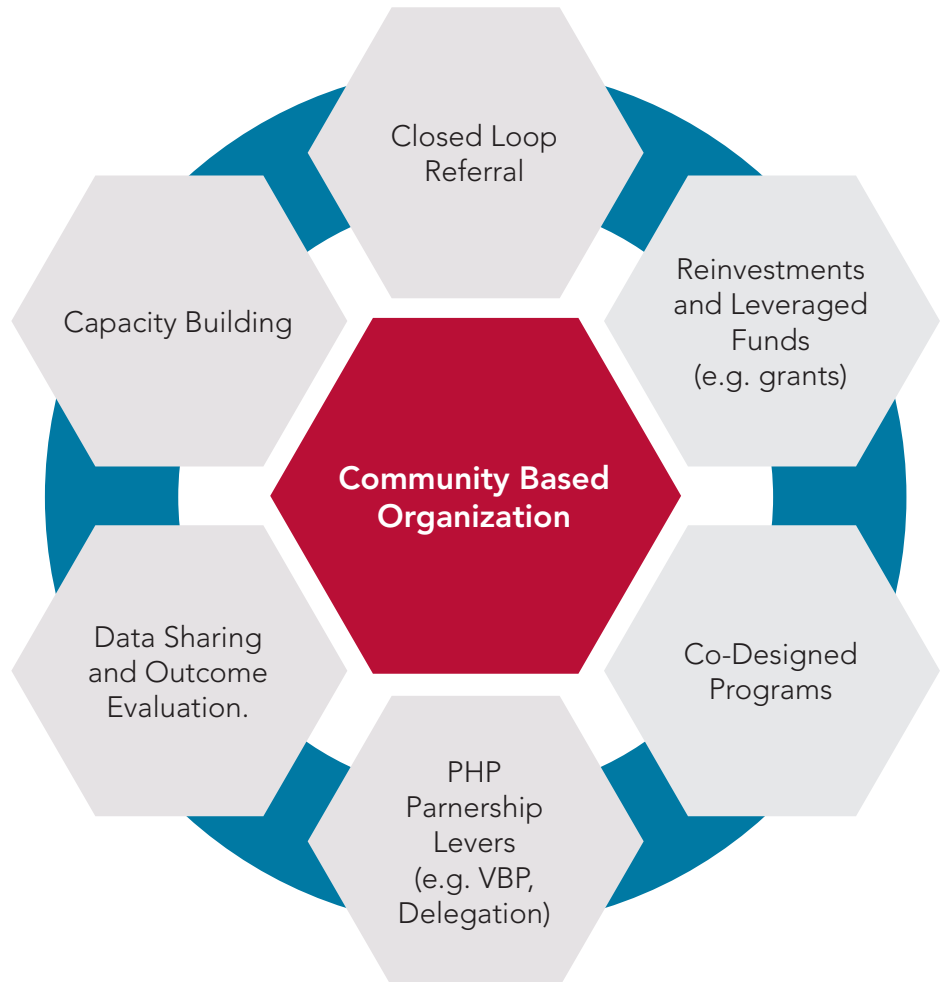 Closed Loop
Referral
Reinvestments
and Leveraged
Funds
(e.g. grants)
Capacity Building
Community Based
Organization
Data Sharing
and Outcome
Evaluation.
Co-Designed
Programs
PHP
Parnership
Levers
(e.g. VBP,
Delegation)